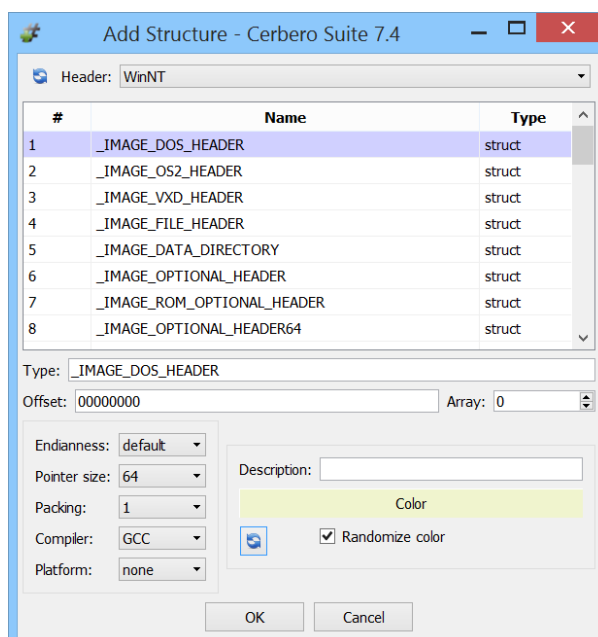 Add Structure - Cerbero Suite 7.4
Header: WinNT
# Name Type
1 _IMAGE_DOS_HEADER struct
2 _IMAGE_OS2_HEADER struct
3 _IMAGE_VXD_HEADER struct
4 _IMAGE_FILE_HEADER struct
5 _IMAGE_DATA_DIRECTORY struct
6 _IMAGE_OPTIONAL_HEADER struct
7 _IMAGE_ROM_OPTIONAL_HEADER struct
8 _IMAGE_OPTIONAL_HEADER64 struct
Type: _IMAGE_DOS_HEADER
Offset: 00000000 Array: 0
Endianness: default
Pointer size: 64
Packing: 1
Compiler: GCC
Platform: none
Description:
Color
Randomize color
OK Cancel